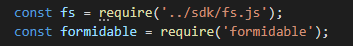 const fs = require('../sdk/fs.js');
const formidable = require('formidable');